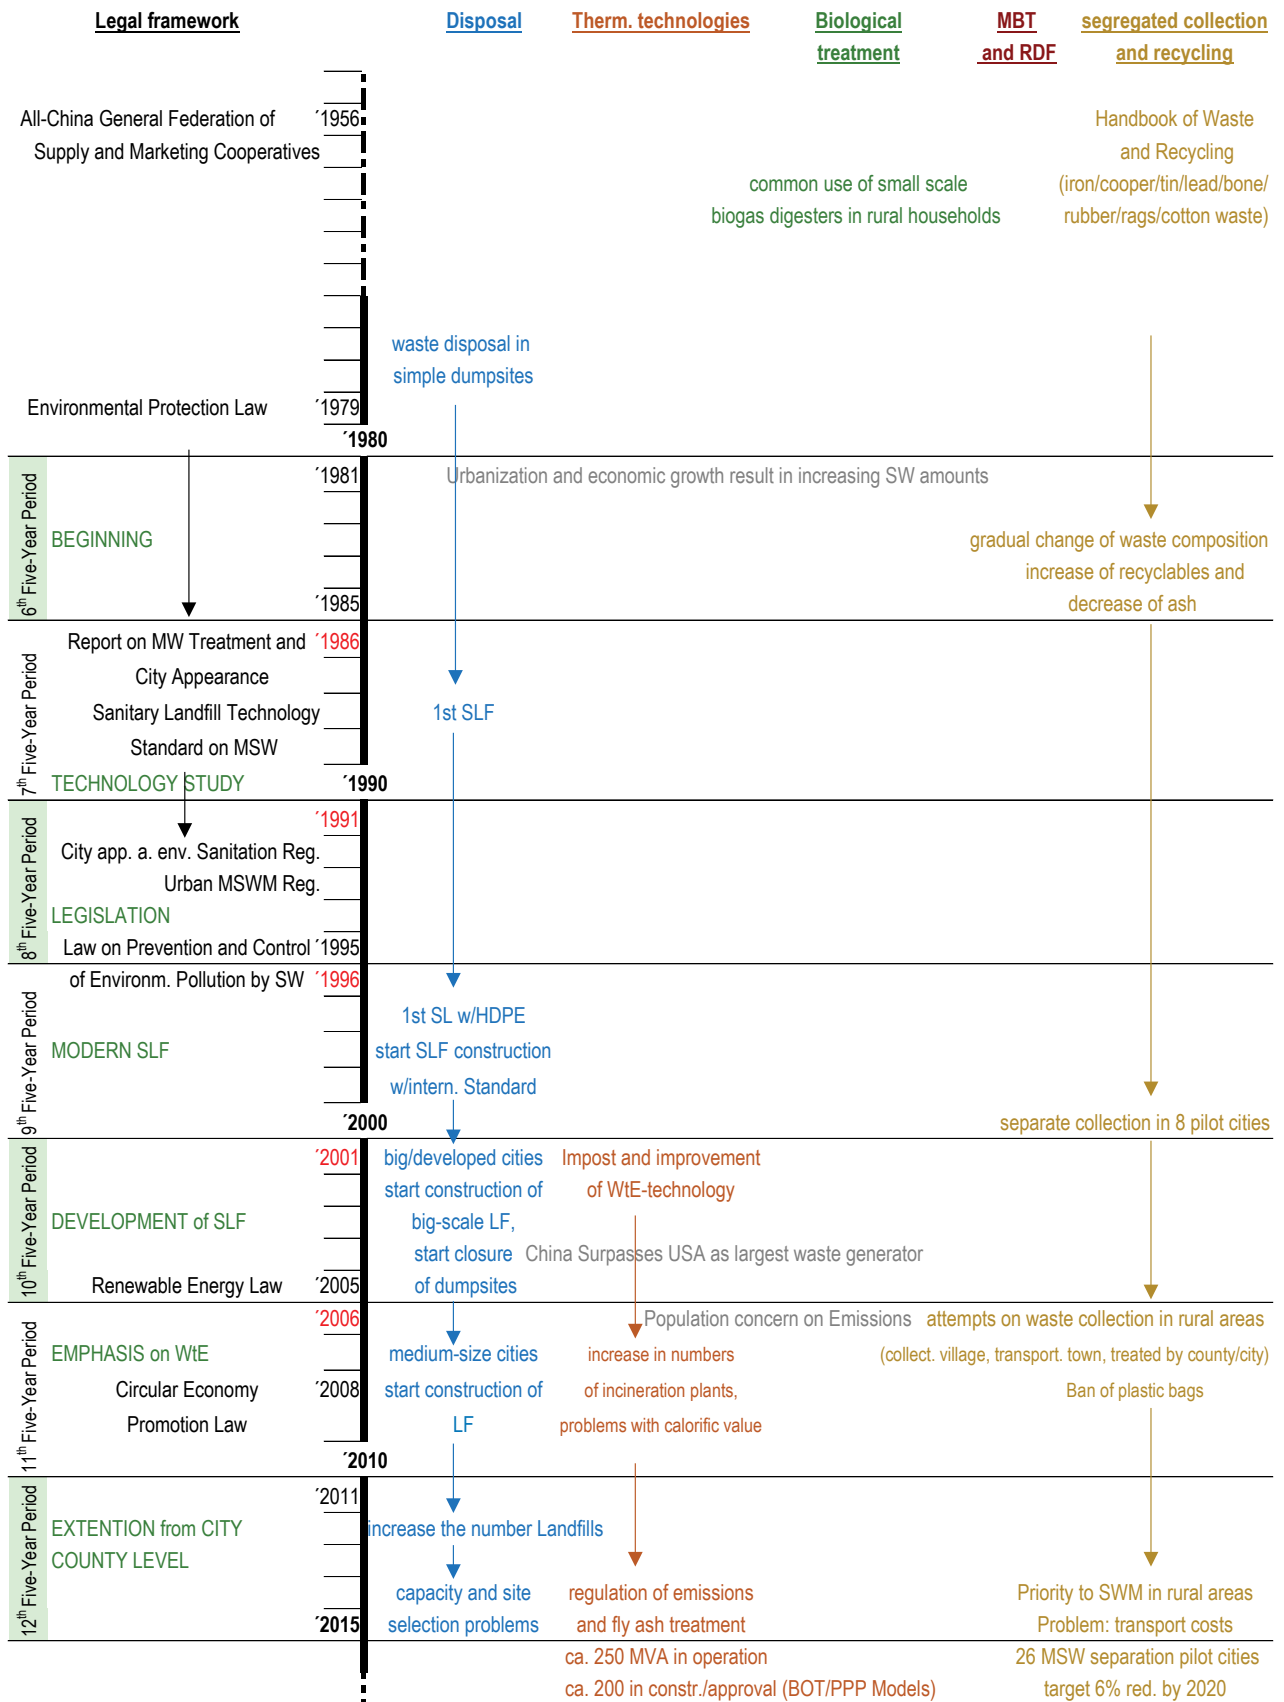 Legal framework
Disposal
Therm. technologies
Biological
treatment
MBT
and RDF
segregated collection
and recycling
All-China General Federation of
Supply and Marketing Cooperatives
´1956
Handbook of Waste
and Recycling
(iron/cooper/tin/lead/bone/
rubber/rags/cotton waste)
common use of small scale
biogas digesters in rural households
waste disposal in
simple dumpsites
Environmental Protection Law
´1979
´1980
6th Five-Year Period
´1981
Urbanization and economic growth result in increasing SW amounts
BEGINNING
gradual change of waste composition
increase of recyclables and
decrease of ash
´1985
7th Five-Year Period
Report on MW Treatment and
City Appearance
´1986
Sanitary Landfill Technology
Standard on MSW
1st SLF
TECHNOLOGY STUDY
´1990
8th Five-Year Period
´1991
City app. a. env. Sanitation Reg.
Urban MSWM Reg.
LEGISLATION
Law on Prevention and Control
of Environm. Pollution by SW
´1995
´1996
9th Five-Year Period
1st SL w/HDPE
start SLF construction
w/intern. Standard
MODERN SLF
´2000
separate collection in 8 pilot cities
10th Five-Year Period
´2001
big/developed cities
start construction of
big-scale LF,
start closure
of dumpsites
Impost and improvement
of WtE-technology
DEVELOPMENT of SLF
China Surpasses USA as largest waste generator
Renewable Energy Law
´2005
11th Five-Year Period
´2006
Population concern on Emissions
attempts on waste collection in rural areas
(collect. village, transport. town, treated by county/city)
EMPHASIS on WtE
medium-size cities
start construction of
LF
increase in numbers
of incineration plants,
problems with calorific value
Circular Economy
Promotion Law
´2008
Ban of plastic bags
´2010
12th Five-Year Period
´2011
EXTENTION from CITY
COUNTY LEVEL
increase the number Landfills
capacity and site
selection problems
regulation of emissions
and fly ash treatment
Priority to SWM in rural areas
Problem: transport costs
´2015
ca. 250 MVA in operation
ca. 200 in constr./approval (BOT/PPP Models)
26 MSW separation pilot cities
target 6% red. by 2020